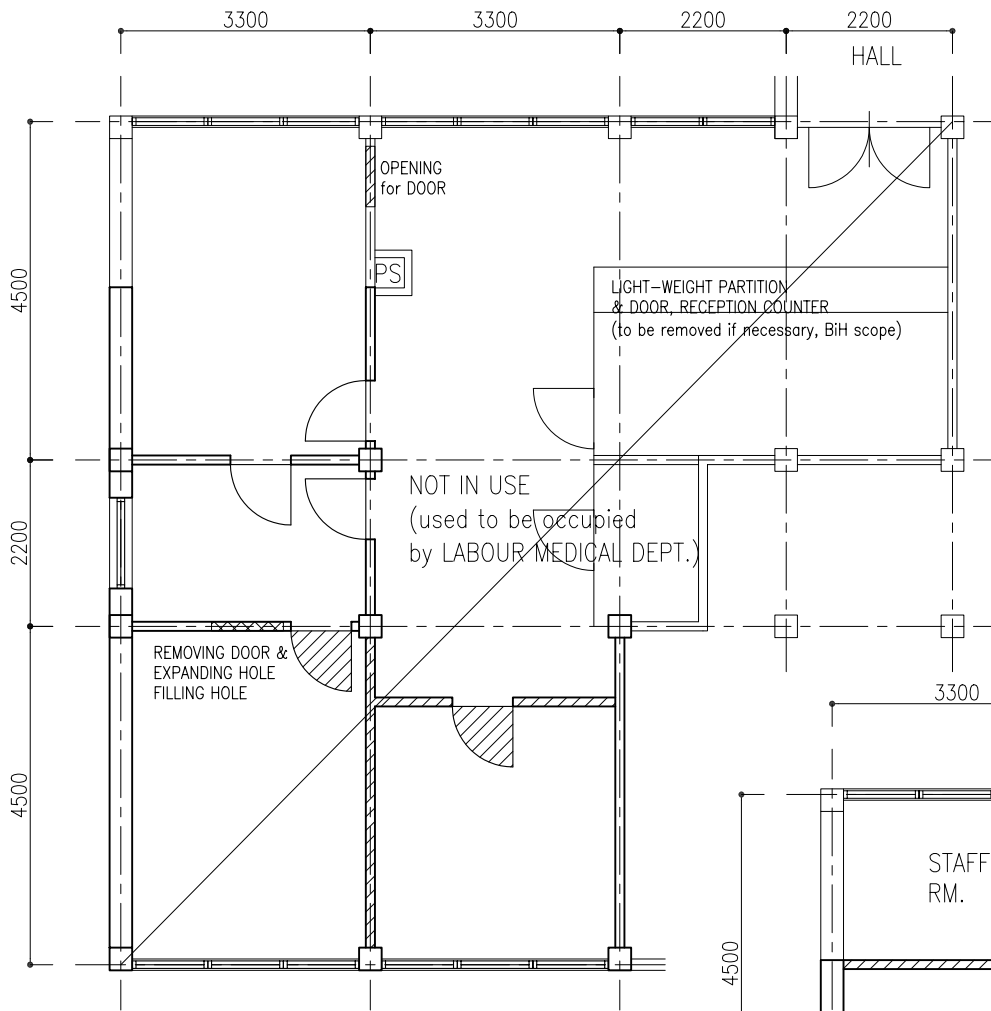 3300 3300 2200 2200
HALL
OPENING
for DOOR
PS
4500
LIGHT-WEIGHT PARTITION
& DOOR, RECEPTION COUNTER
(to be removed if necessary, BiH scope)
NOT IN USE
(used to be occupied
by LABOUR MEDICAL DEPT.)
2200
REMOVING DOOR &
EXPANDING HOLE
FILLING HOLE
3300
4500
STAFF
RM.
4500